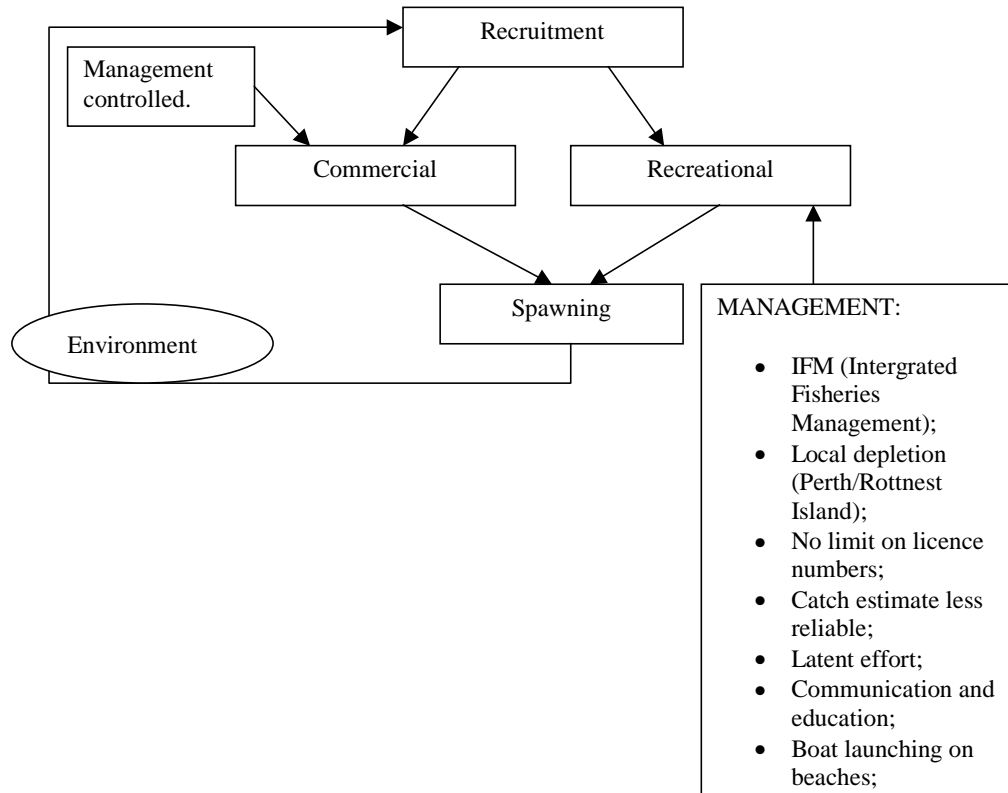 Recruitment
Management
controlled.
Commercial
Recreational
Spawning
Environment
MANAGEMENT:
• IFM (Intergrated
Fisheries
Management);
• Local depletion
(Perth/Rottnest
Island);
• No limit on licence
numbers;
• Catch estimate less
reliable;
• Latent effort;
• Communication and
education;
• Boat launching on
beaches;